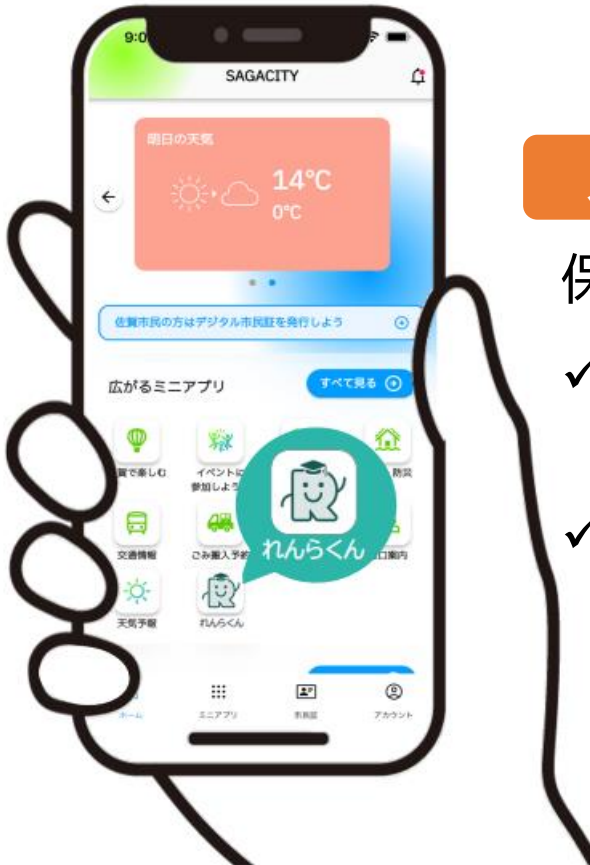 9:0
SAGACITY
明日の天気
14°C
0°C
佐賀市民の方はデジタル市民証を発行しよう
広がるミニアプリ
すべて見る
賀で楽しむ
イベントに
参加しよう
防災
交通情報
ごみ搬入予約
れんらくん
口案内
天気予報
れんらくん
ホーム
ミニアプリ
市民証
アカウント
保
✓
✓